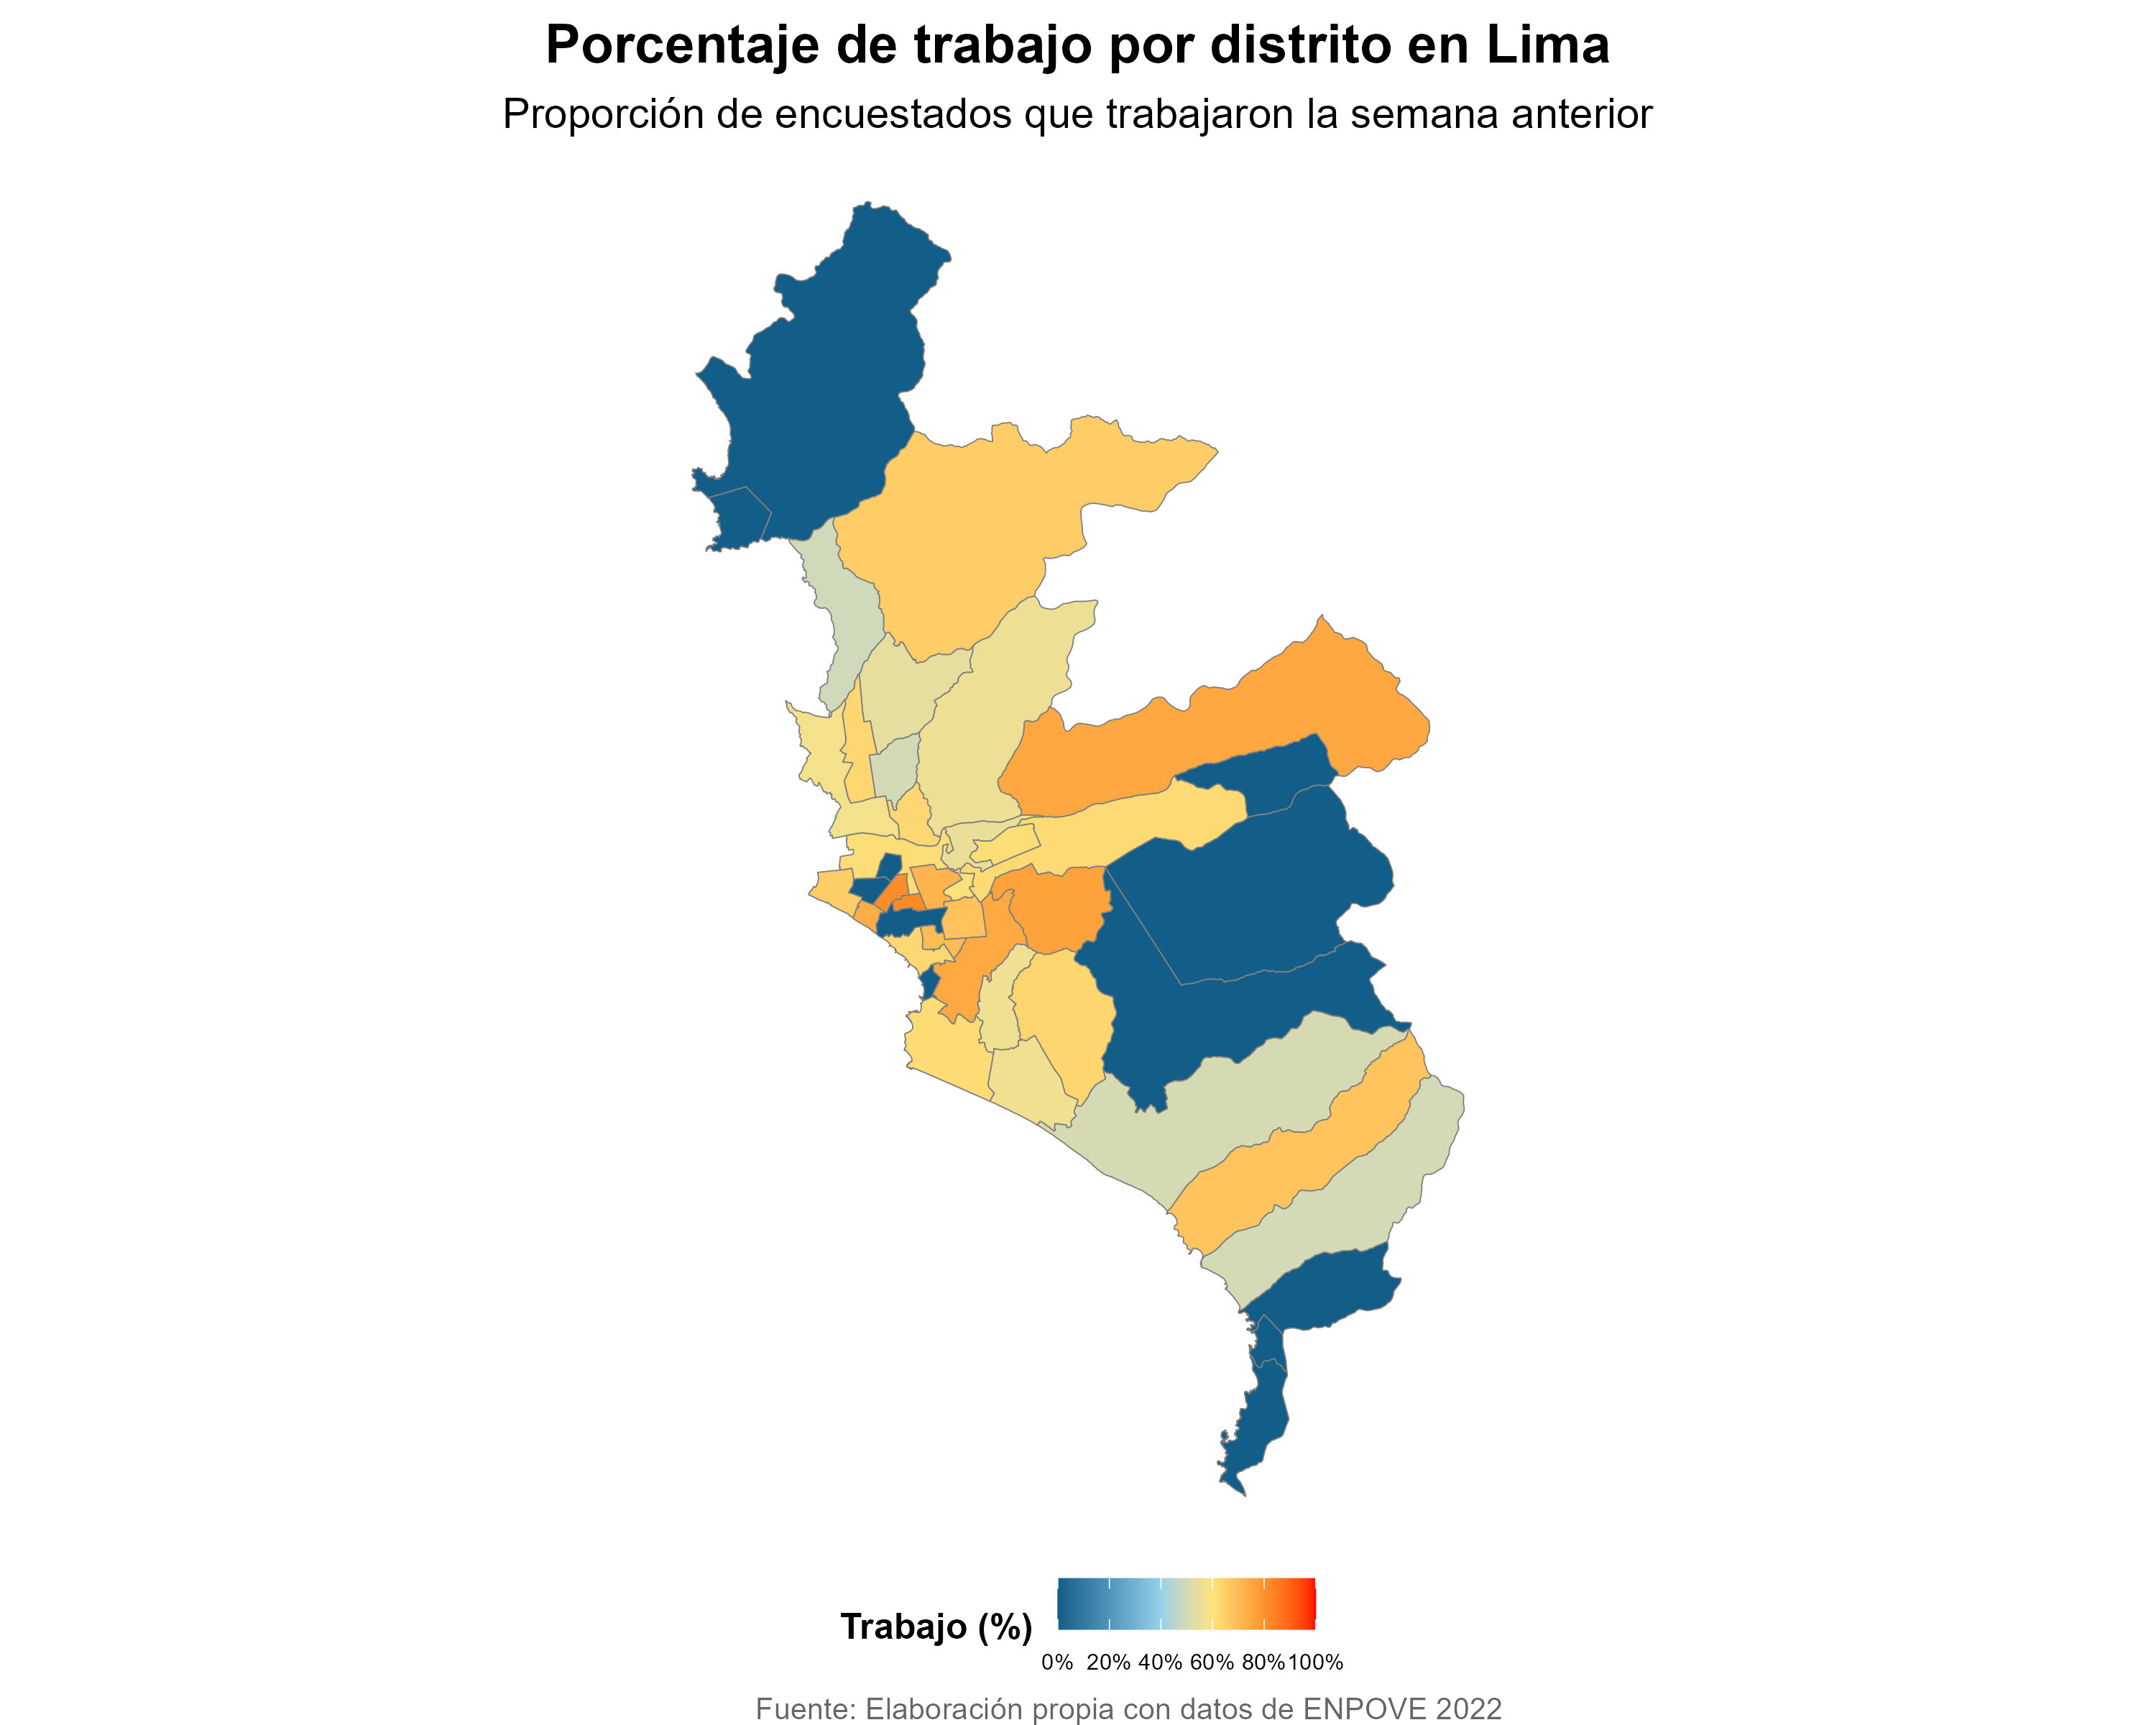 Porcentaje de trabajo por distrito en Lima
Proporción de encuestados que trabajaron la semana anterior
Trabajo (%)
0% 20% 40% 60% 80% 100%
Fuente: Elaboración propia con datos de ENPOVE 2022